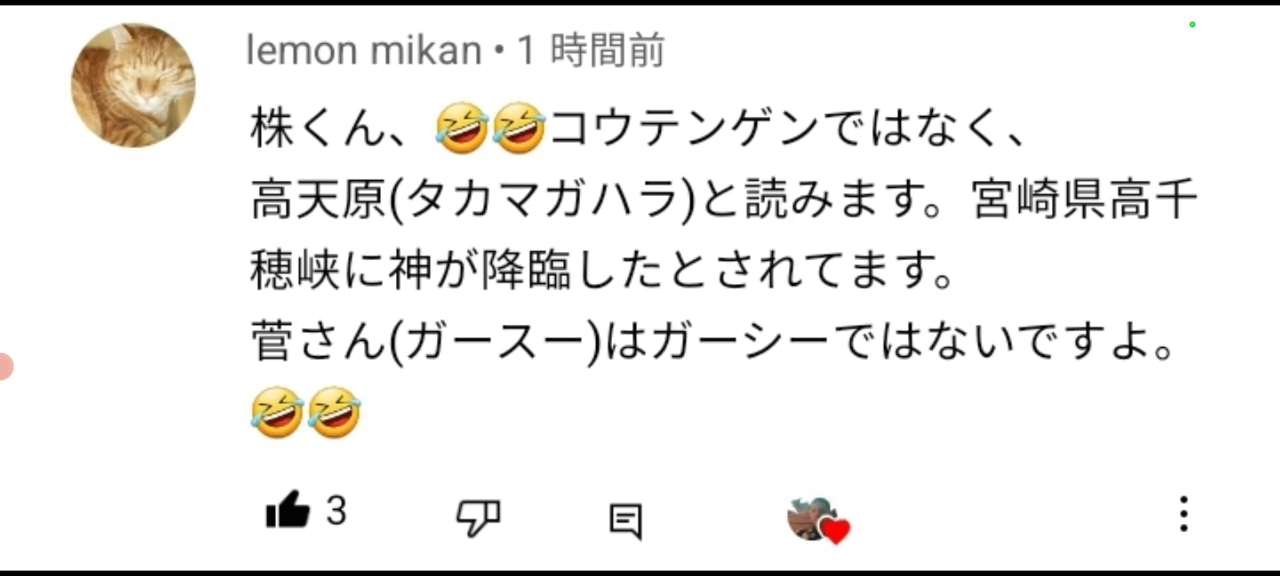 lemon mikan • 1 時間前
株くん、🤣🤣コウテンゲンではなく、
高天原(タカマガハラ)と読みます。宮崎県高千
穂峡に神が降臨したとされてます。
菅さん(ガースー)はガーシーではないですよ。
🤣🤣
3